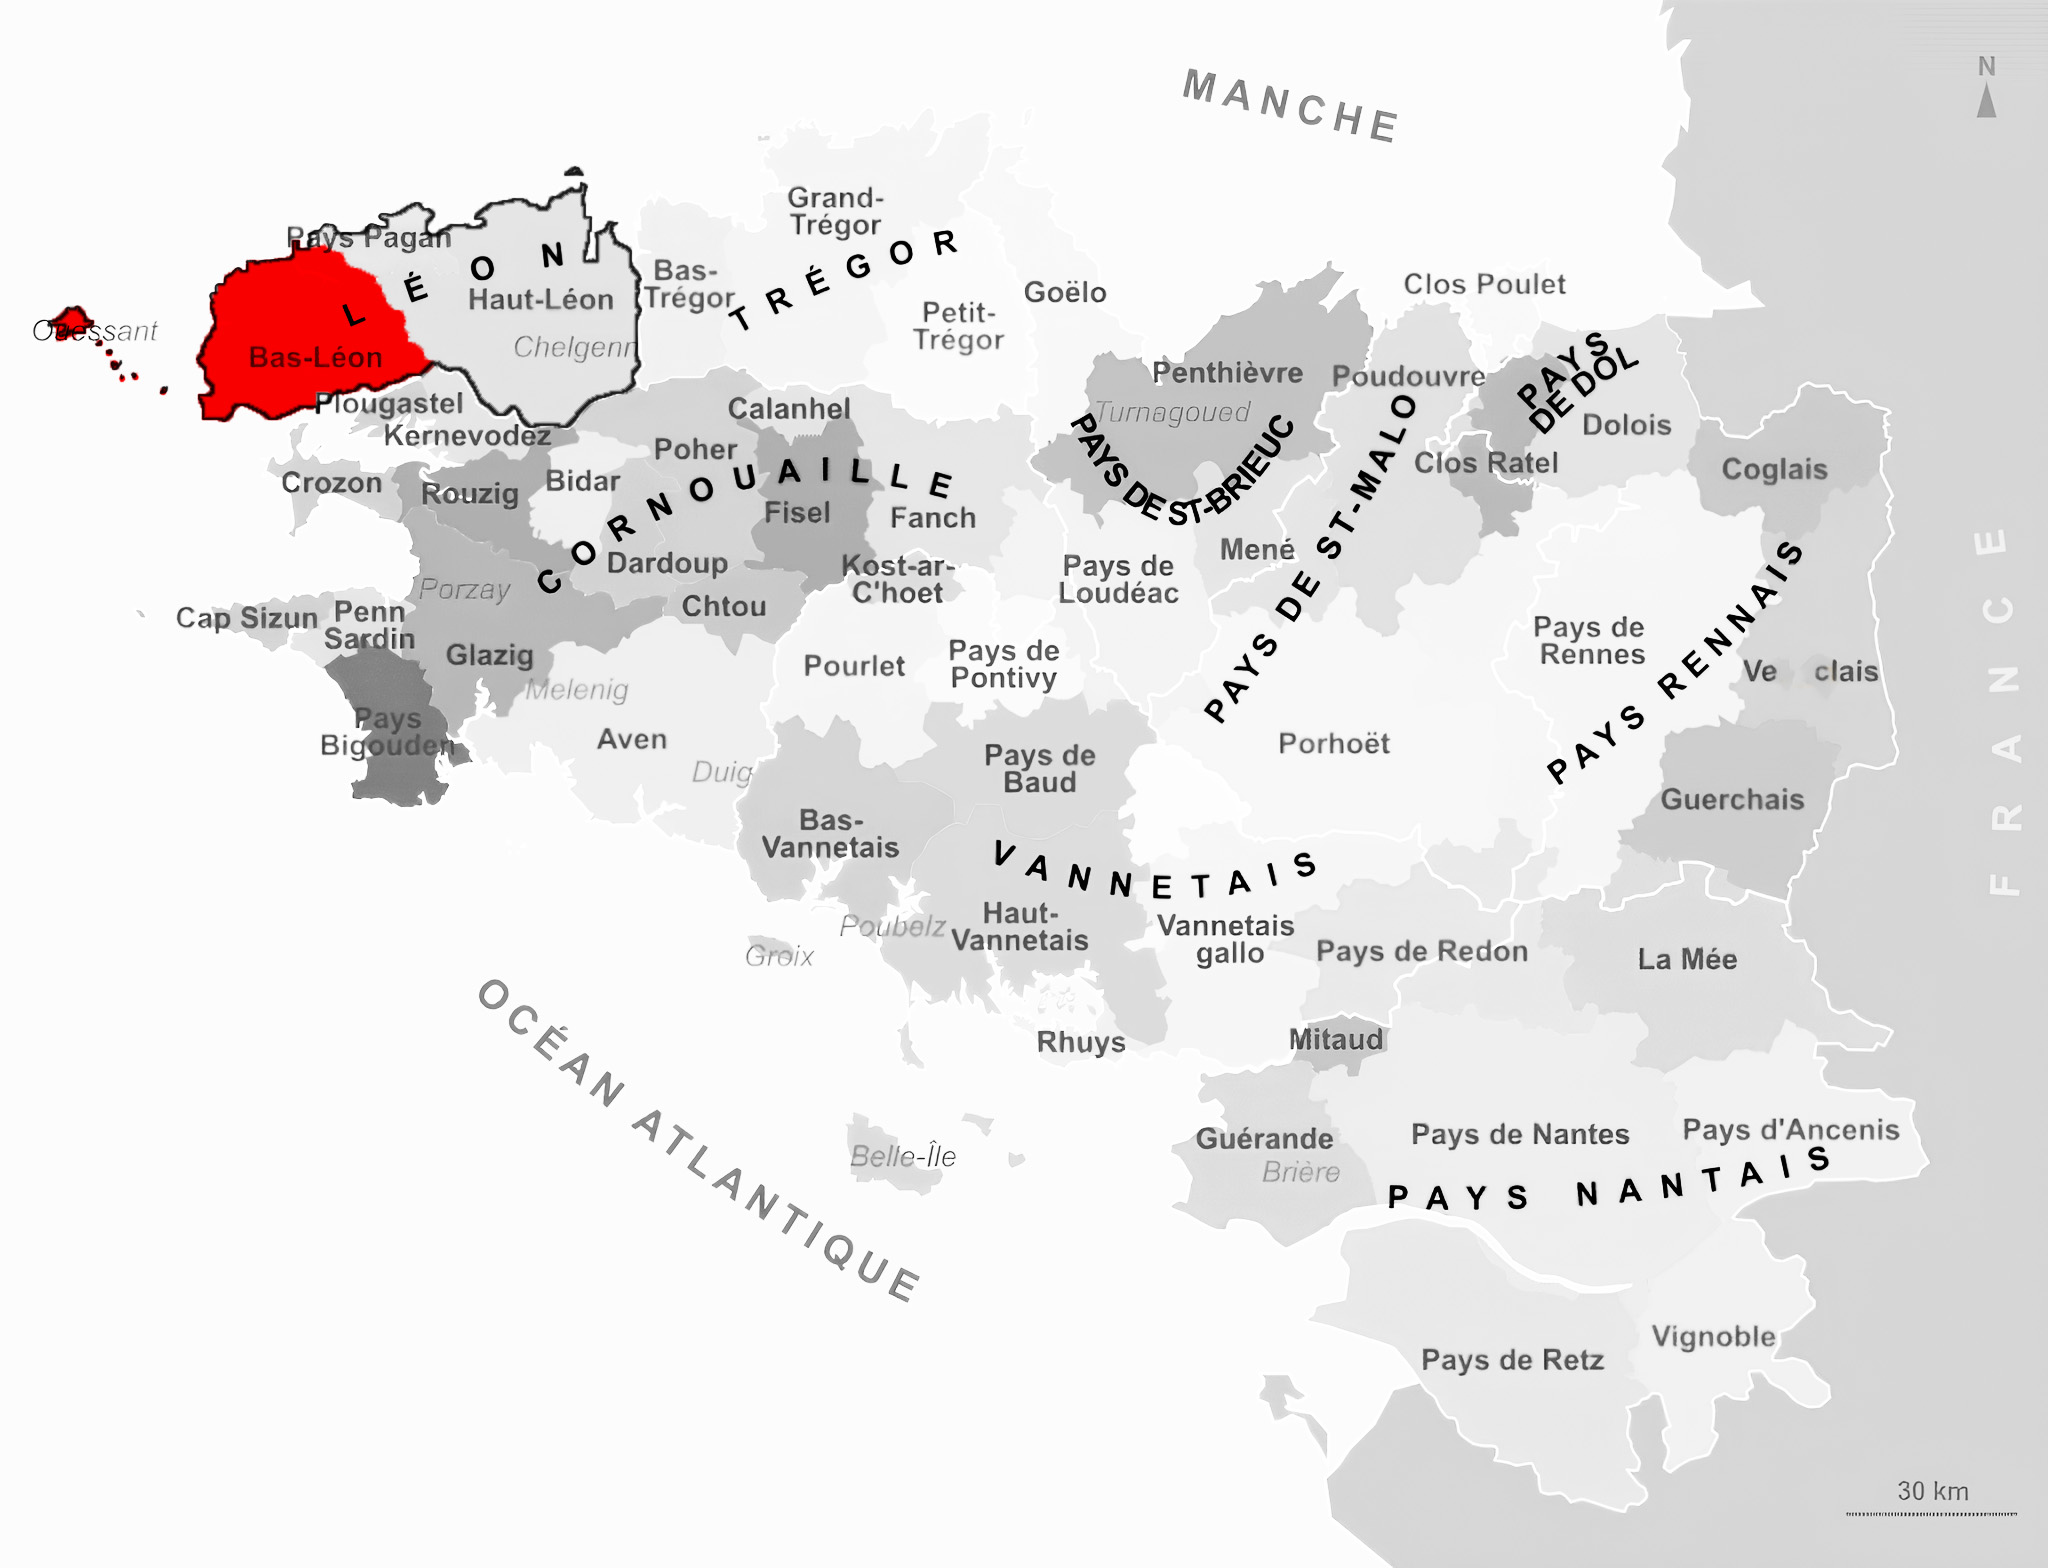 MANCHE
N
Grand-
Trégor
Pays Pagan
LÉON
TRÉGOR
Bas-
Trégor
Haut-Léon
Goëlo
Clos Poulet
Petit-
Trégor
Ouessant
Bas-Léon
Penthièvre
Poudouvre
PAYS
DE DOL
Plougastel
Calanhel
Turnagoued
Dolois
Kernevodez
Poher
PAYS DE ST-BRIEUC
PAYS DE ST-MALO
Clos Ratel
Coglais
Crozon
Rouzig
Bidar
CORNOUAILLE
Fisel
Fanch
Mené
FRANCE
Dardoup
Kost-ar-
C'hoet
Pays de
Loudéac
Porzay
Cap Sizun
Penn
Sardin
Chtou
Pays de
Rennes
PAYS RENNAIS
Glazig
Pourlet
Pays de
Pontivy
Ve clais
Melenig
Pays
Bigouden
Aven
Porhoët
Duig
Pays de
Baud
Guerchais
Bas-
Vannetais
VANNETAIS
Poubelz
Haut-
Vannetais
Vannetais
gallo
Groix
Pays de Redon
La Mée
OCÉAN ATLANTIQUE
Rhuys
Mitaud
Belle-Île
Guérande
Brière
Pays de Nantes
Pays d'Ancenis
PAYS NANTAIS
Pays de Retz
Vignoble
30 km